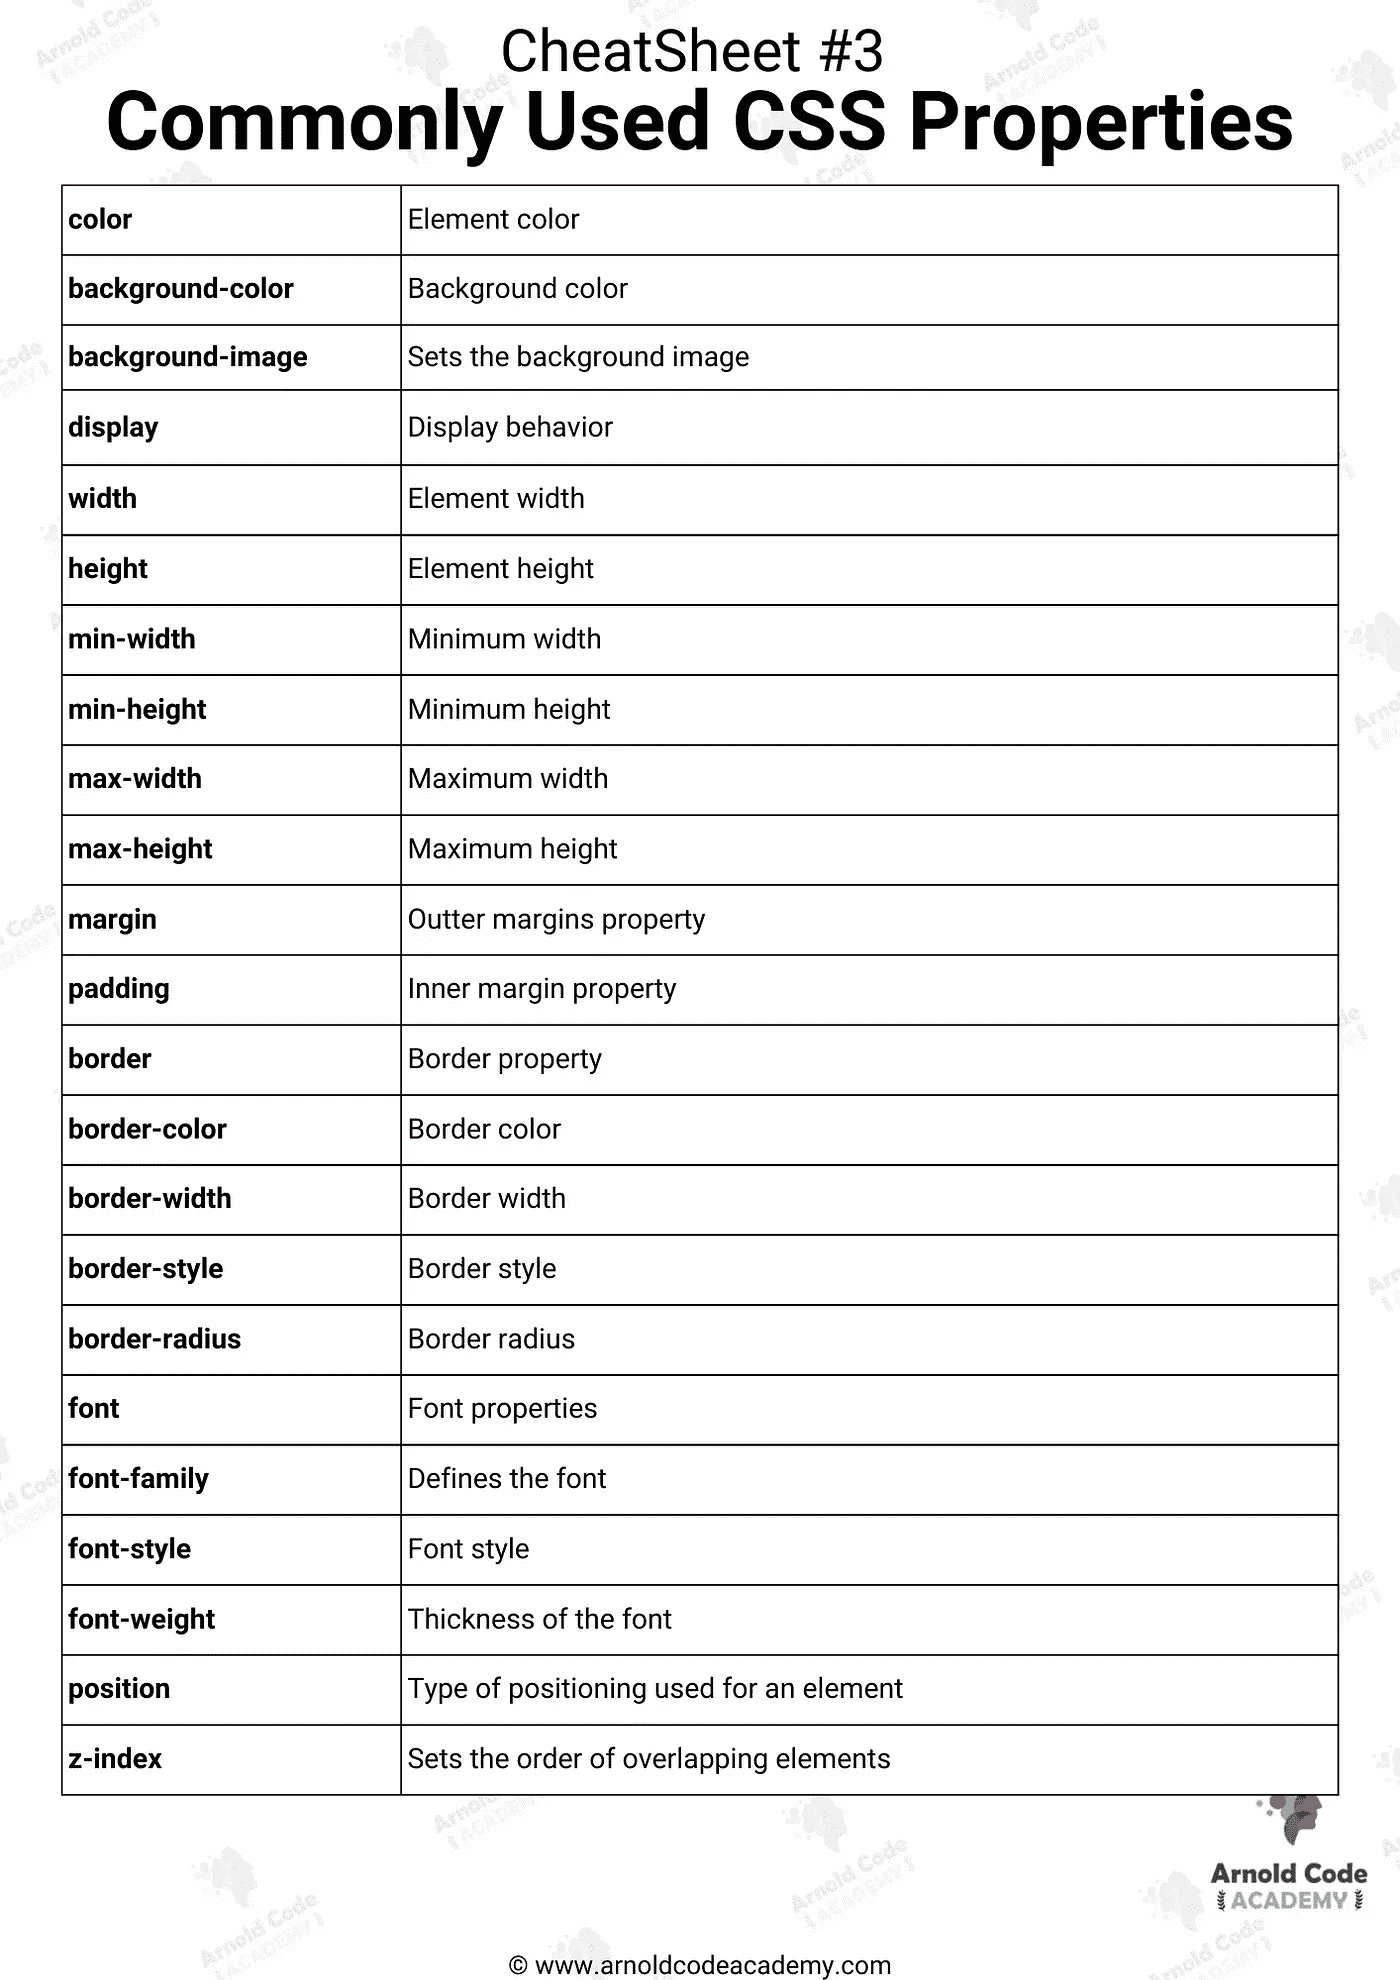 CheatSheet #3
Commonly Used CSS Properties
color Element color
background-color Background color
background-image Sets the background image
display Display behavior
width Element width
height Element height
min-width Minimum width
min-height Minimum height
max-width Maximum width
max-height Maximum height
margin Outter margins property
padding Inner margin property
border Border property
border-color Border color
border-width Border width
border-style Border style
border-radius Border radius
font Font properties
font-family Defines the font
font-style Font style
font-weight Thickness of the font
position Type of positioning used for an element
z-index Sets the order of overlapping elements
Arnold Code
ACADEMY
© www.arnoldcodeacademy.com